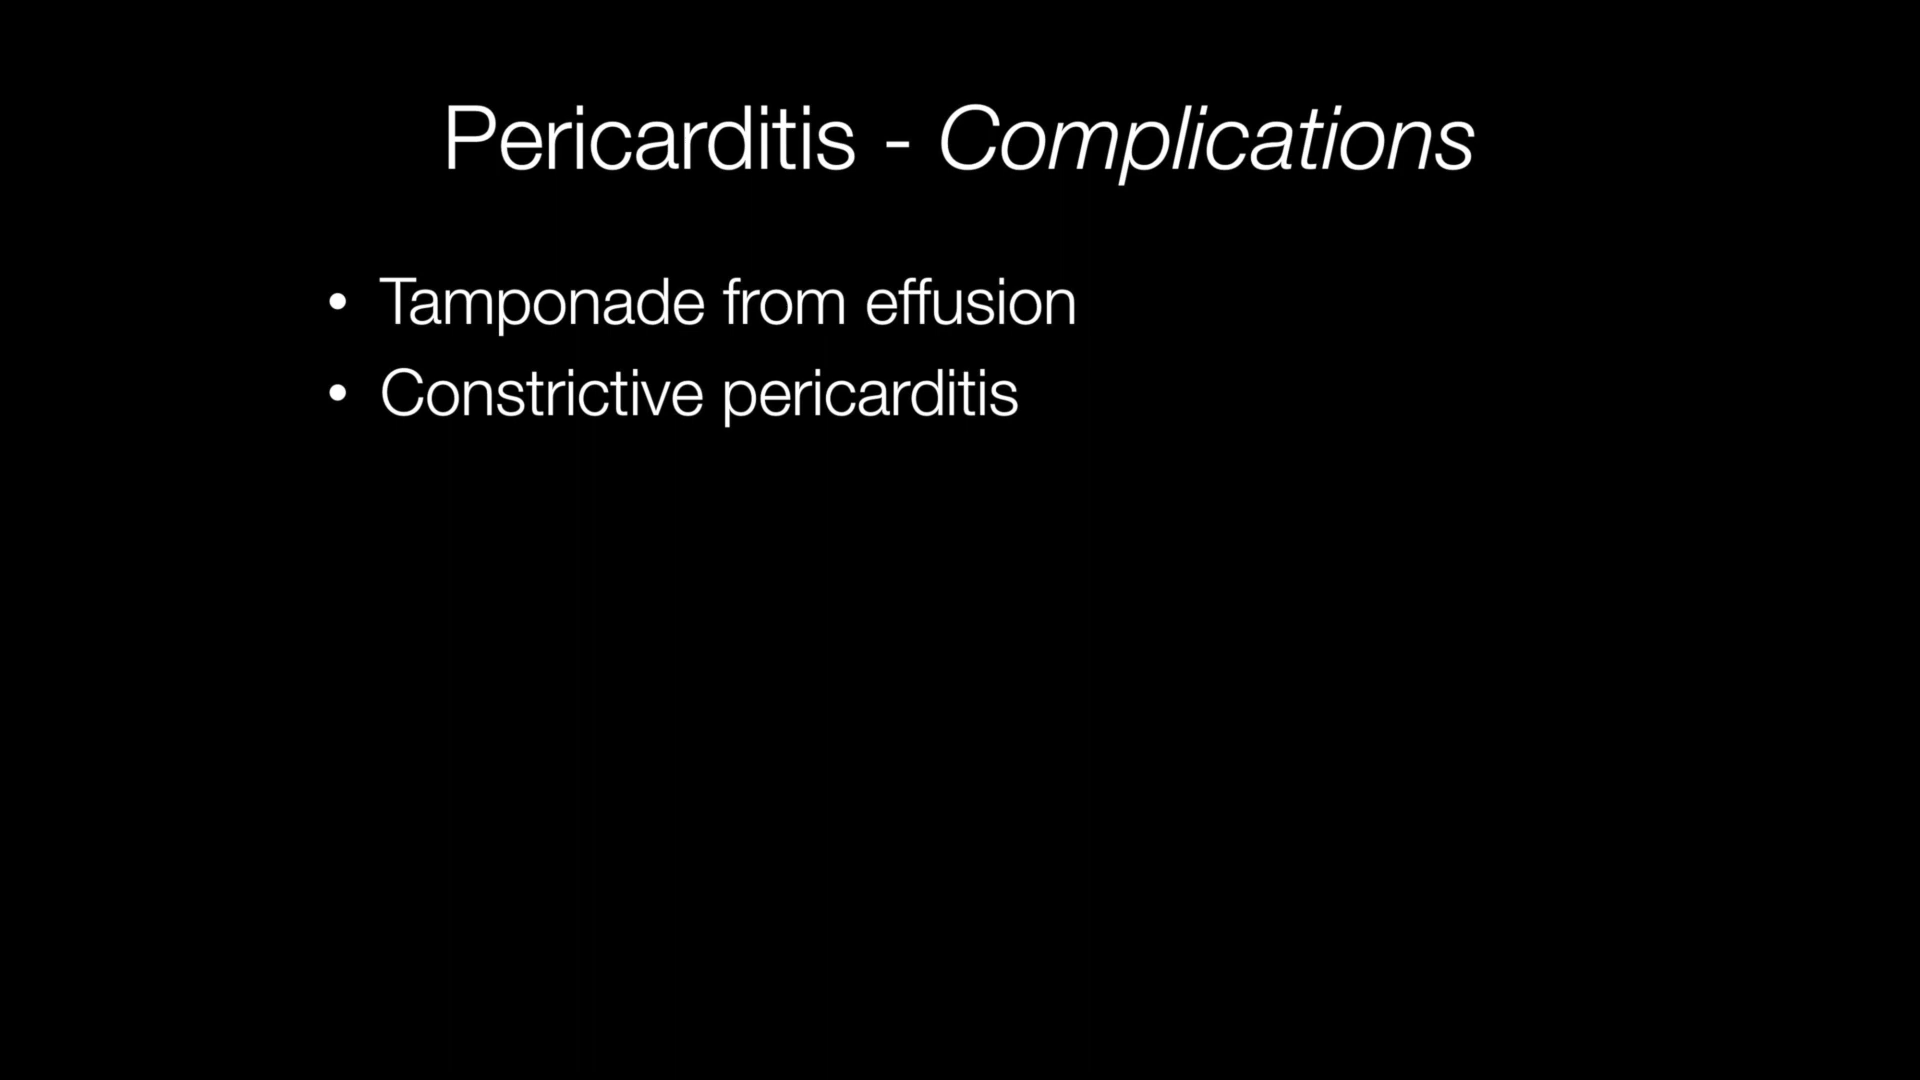 Pericarditis - Complications
• Tamponade from effusion
• Constrictive pericarditis